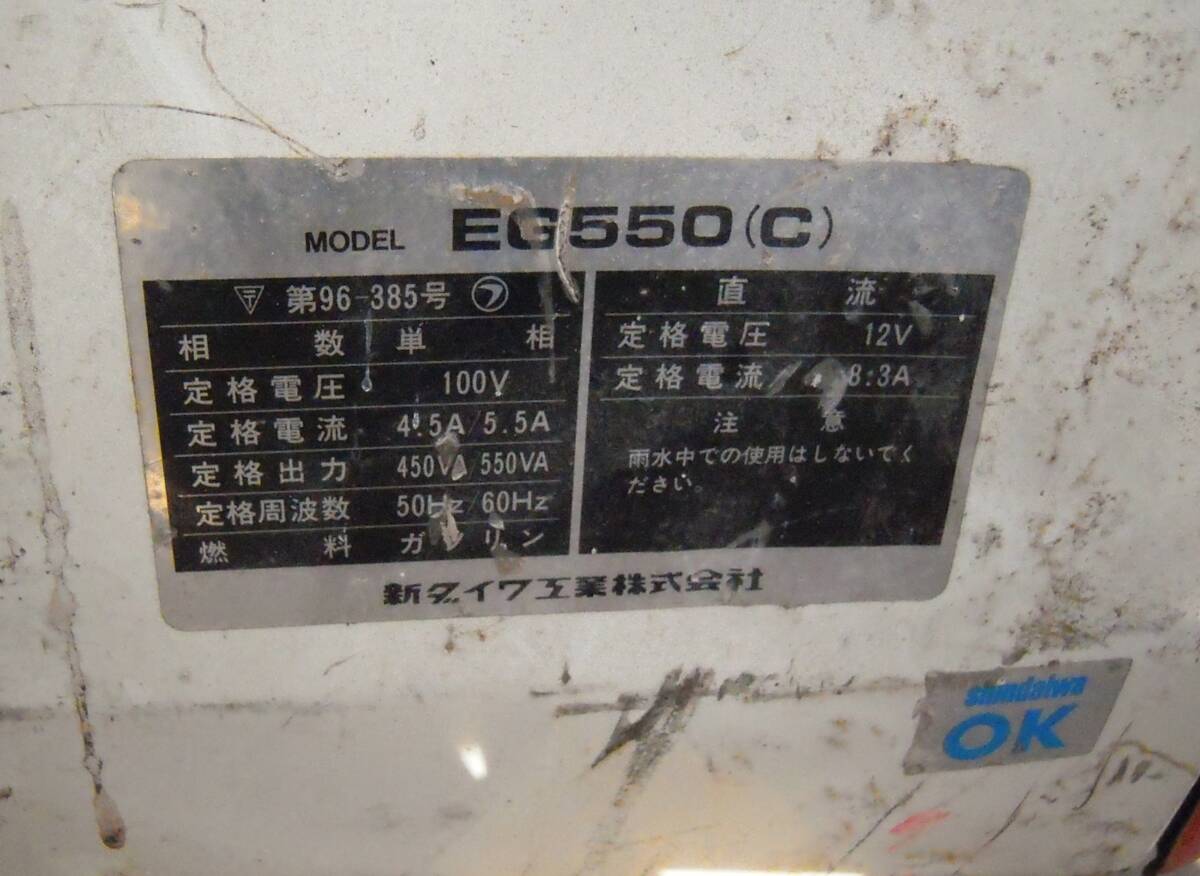 MODEL EG550(C)
〒 第96-385号 フ
相数 単相
定格電圧 100V
定格電流 4.5A/5.5A
定格出力 450VA/550VA
定格周波数 50Hz/60Hz
燃料 ガソリン
直流
定格電圧 12V
定格電流 8.3A
注意
雨水中での使用はしないでく
ださい。
新ダイワ工業株式会社
shindaiwa
OK